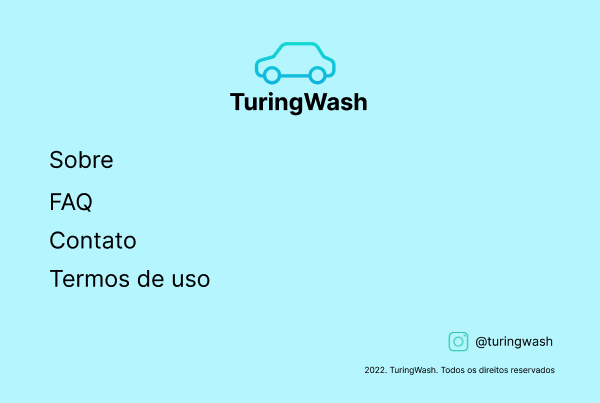 TuringWash
Sobre
FAQ
Contato
Termos de uso
@turingwash
2022. TuringWash. Todos os direitos reservados